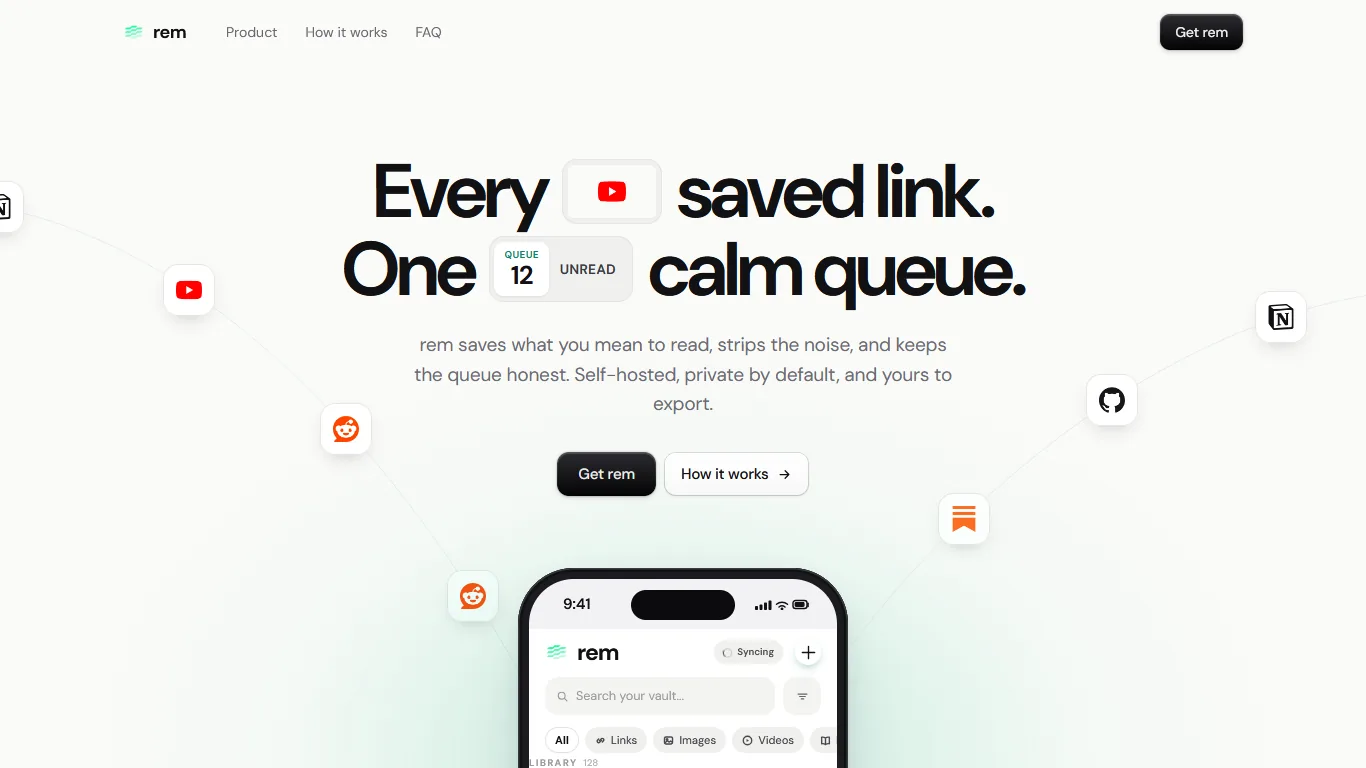 rem Product How it works FAQ Get rem
Every saved link.
One QUEUE 12 UNREAD calm queue.
rem saves what you mean to read, strips the noise, and keeps
the queue honest. Self-hosted, private by default, and yours to
export.
Get rem How it works →
9:41
rem Syncing +
Search your vault...
All Links Images Videos
LIBRARY 128